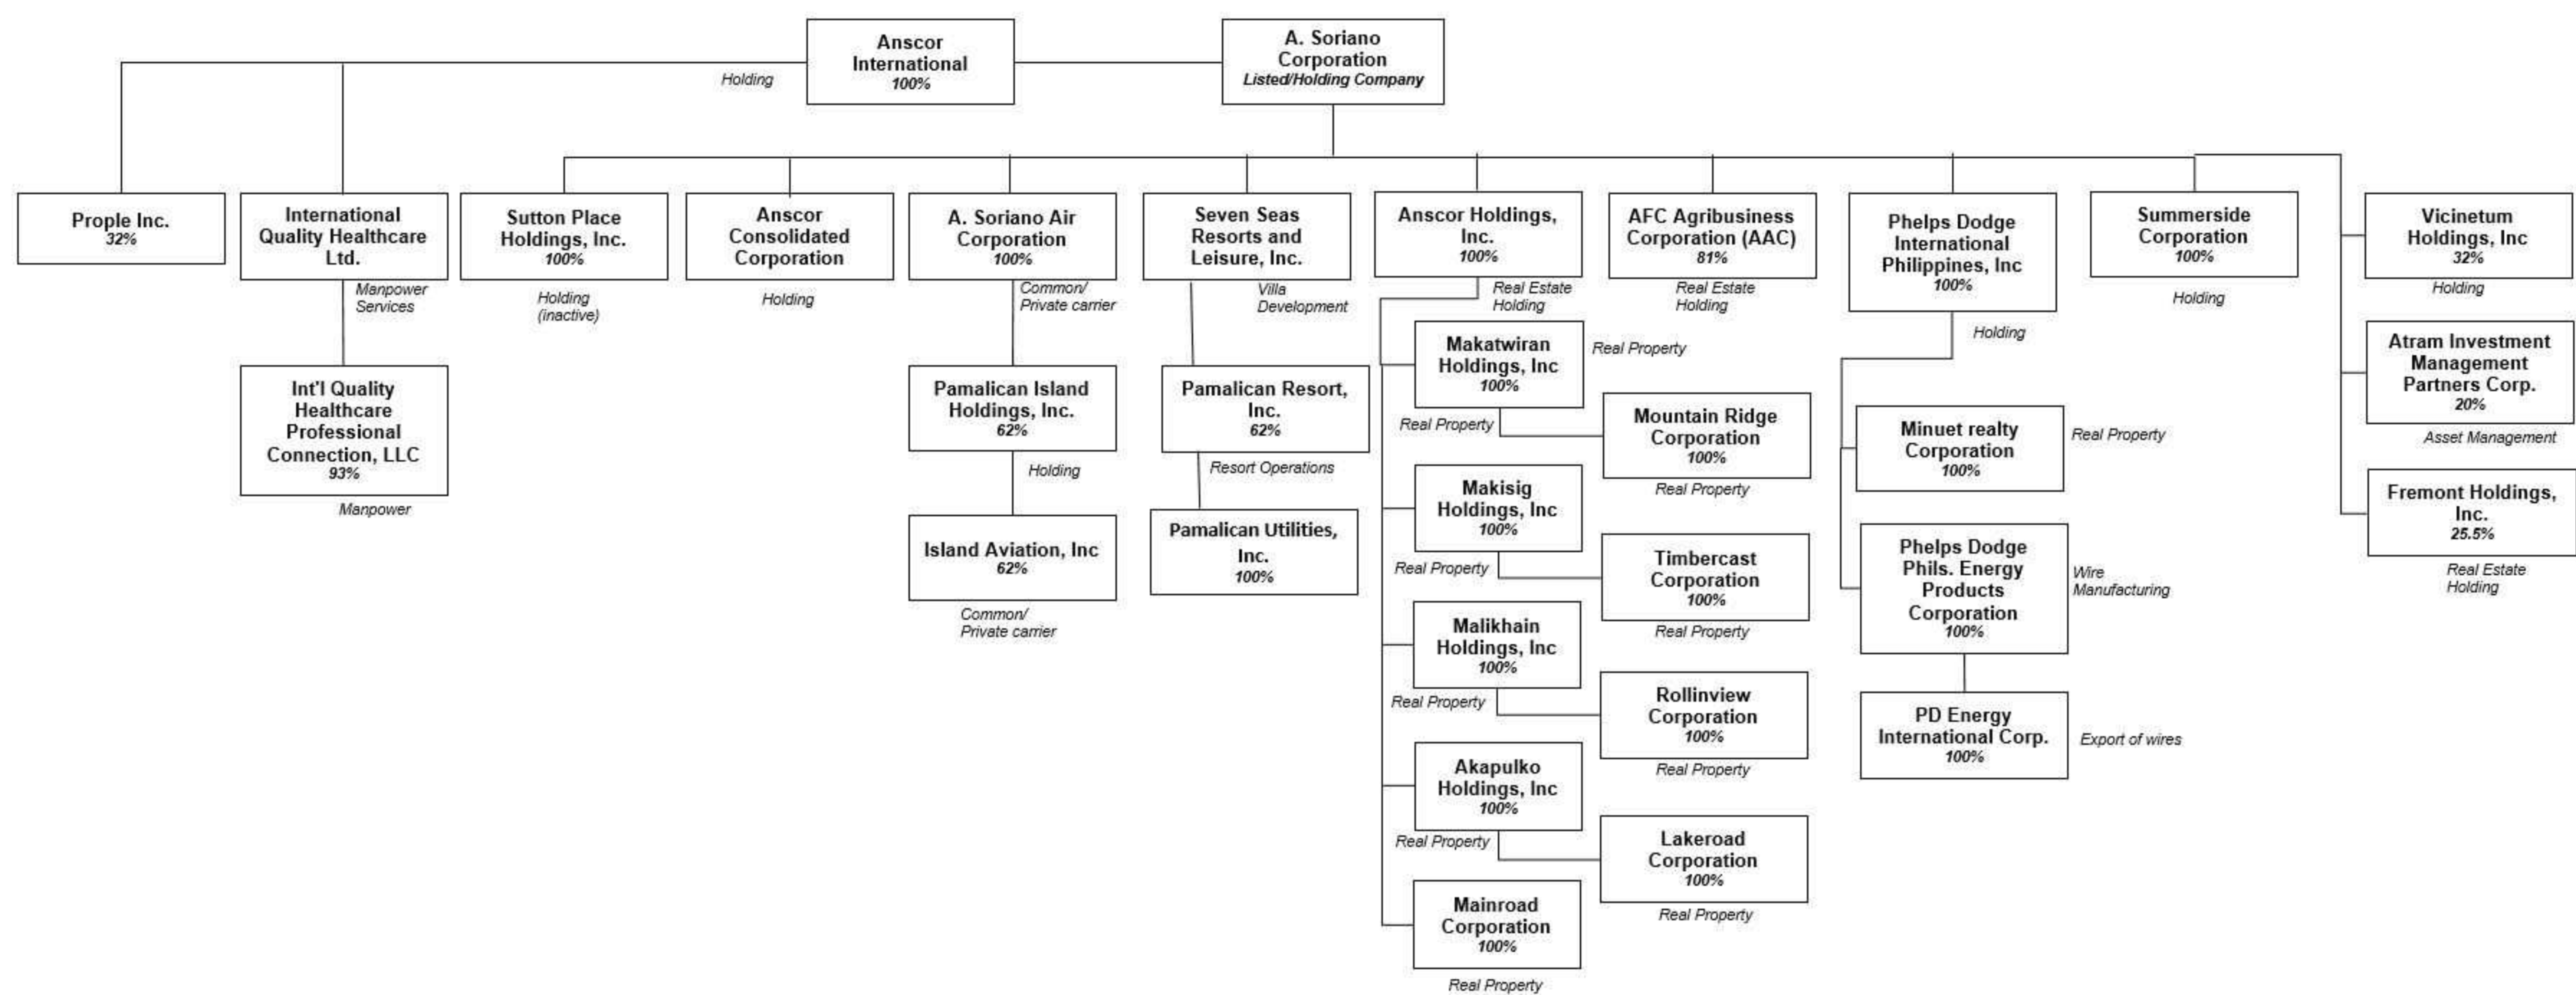 Anscor
International
100%
Holding
A. Soriano
Corporation
Listed/Holding Company
Prople Inc.
32%
International
Quality Healthcare
Ltd.
Manpower
Services
Int'l Quality
Healthcare
Professional
Connection, LLC
93%
Manpower
Sutton Place
Holdings, Inc.
100%
Holding
(inactive)
Anscor
Consolidated
Corporation
Holding
A. Soriano Air
Corporation
100%
Common/
Private carrier
Pamalican Island
Holdings, Inc.
62%
Holding
Island Aviation, Inc
62%
Common/
Private carrier
Seven Seas
Resorts and
Leisure, Inc.
Villa
Development
Pamalican Resort,
Inc.
62%
Resort Operations
Pamalican Utilities,
Inc.
100%
Anscor Holdings,
Inc.
100%
Real Estate
Holding
Makatwiran
Holdings, Inc
100%
Real Property
Real Property
Mountain Ridge
Corporation
100%
Real Property
Makisig
Holdings, Inc
100%
Real Property
Timbercast
Corporation
100%
Real Property
Malikhain
Holdings, Inc
100%
Real Property
Rollinview
Corporation
100%
Real Property
Akapulko
Holdings, Inc
100%
Real Property
Lakeroad
Corporation
100%
Real Property
Mainroad
Corporation
100%
Real Property
AFC Agribusiness
Corporation (AAC)
81%
Real Estate
Holding
Phelps Dodge
International
Philippines, Inc
100%
Holding
Minuet realty
Corporation
100%
Real Property
Phelps Dodge
Phils. Energy
Products
Corporation
100%
Wire
Manufacturing
PD Energy
International Corp.
100%
Export of wires
Summerside
Corporation
100%
Holding
Vicinetum
Holdings, Inc
32%
Holding
Atram Investment
Management
Partners Corp.
20%
Asset Management
Fremont Holdings,
Inc.
25.5%
Real Estate
Holding